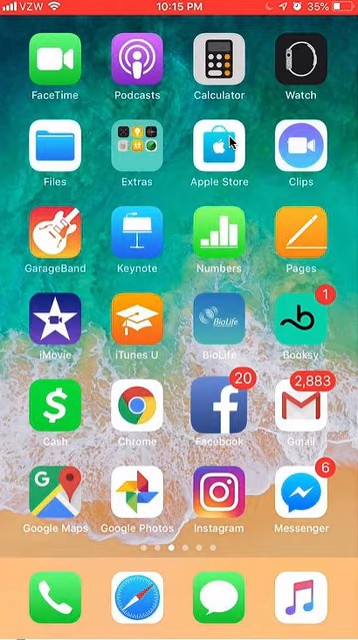 VZW 10:15 PM 35%
FaceTime Podcasts Calculator Watch
Files Extras Apple Store Clips
GarageBand Keynote Numbers Pages
BioLife
1
iMovie iTunes U BioLife Booksy
20 2,883
Cash Chrome Facebook Gmail
G 6
Google Maps Google Photos Instagram Messenger